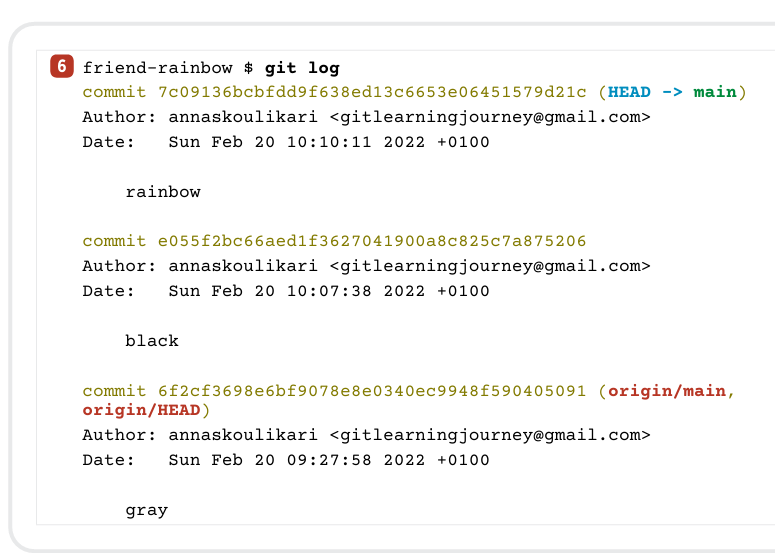 6 friend-rainbow $ git log
commit 7c09136bcbfdd9f638ed13c6653e06451579d21c (HEAD -> main)
Author: annaskoulikari <gitlearningjourney@gmail.com>
Date:   Sun Feb 20 10:10:11 2022 +0100
rainbow
commit e055f2bc66aed1f3627041900a8c825c7a875206
Author: annaskoulikari <gitlearningjourney@gmail.com>
Date:   Sun Feb 20 10:07:38 2022 +0100
black
commit 6f2cf3698e6bf9078e8e0340ec9948f590405091 (origin/main,
origin/HEAD)
Author: annaskoulikari <gitlearningjourney@gmail.com>
Date:   Sun Feb 20 09:27:58 2022 +0100
gray